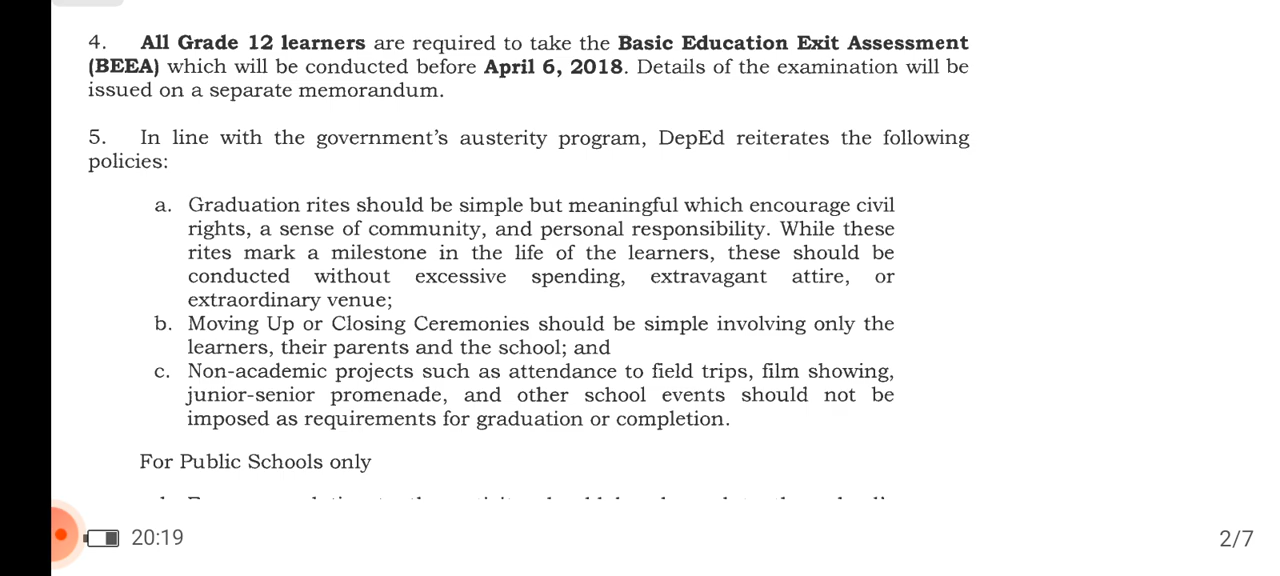 4. All Grade 12 learners are required to take the Basic Education Exit Assessment
(BEEA) which will be conducted before April 6, 2018. Details of the examination will be
issued on a separate memorandum.
5. In line with the government's austerity program, DepEd reiterates the following
policies:
a. Graduation rites should be simple but meaningful which encourage civil
rights, a sense of community, and personal responsibility. While these
rites mark a milestone in the life of the learners, these should be
conducted without excessive spending, extravagant attire, or
extraordinary venue;
b. Moving Up or Closing Ceremonies should be simple involving only the
learners, their parents and the school; and
c. Non-academic projects such as attendance to field trips, film showing,
junior-senior promenade, and other school events should not be
imposed as requirements for graduation or completion.
For Public Schools only
20:19
2/7